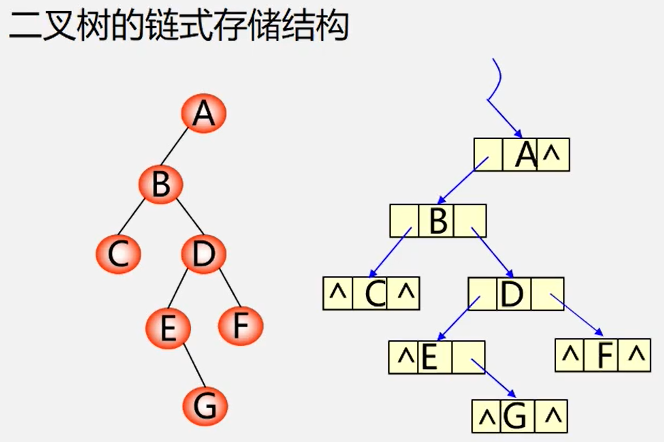 二叉树的链式存储结构
A
B
C D
E F
G
A ^
B
^ C ^ D
^ E ^ F ^
^ G ^